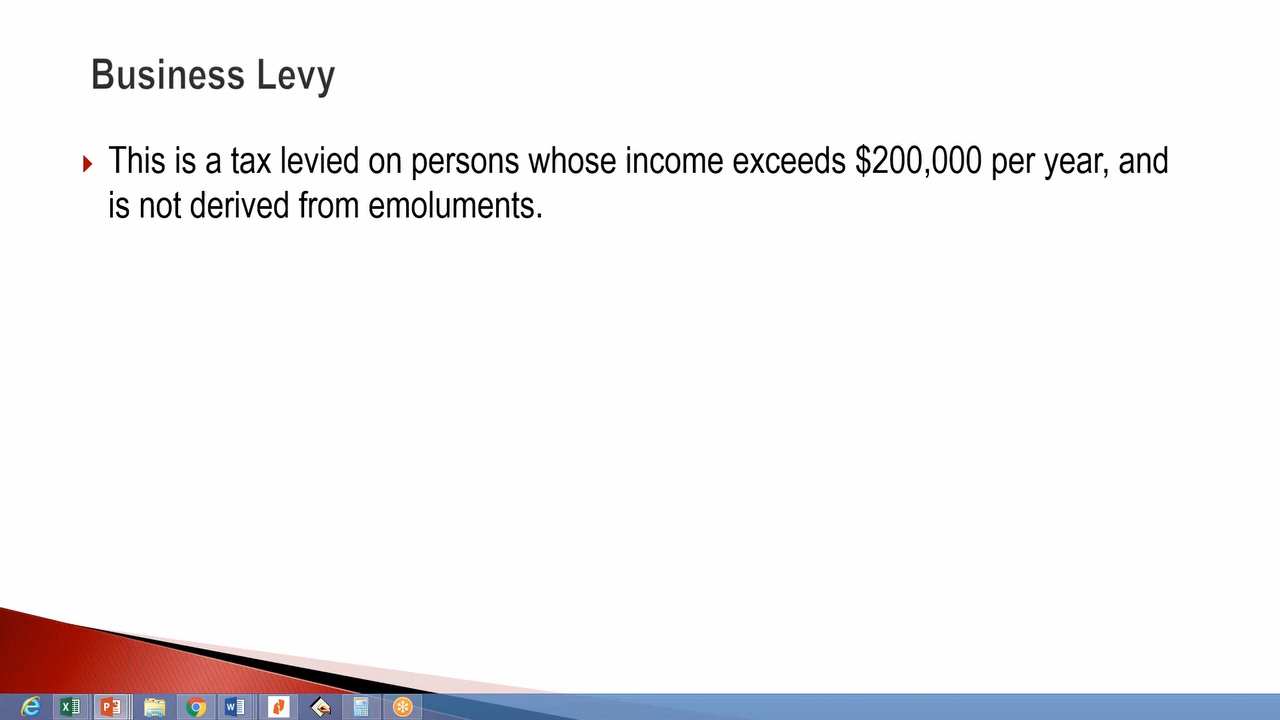 Business Levy
This is a tax levied on persons whose income exceeds $200,000 per year, and
is not derived from emoluments.